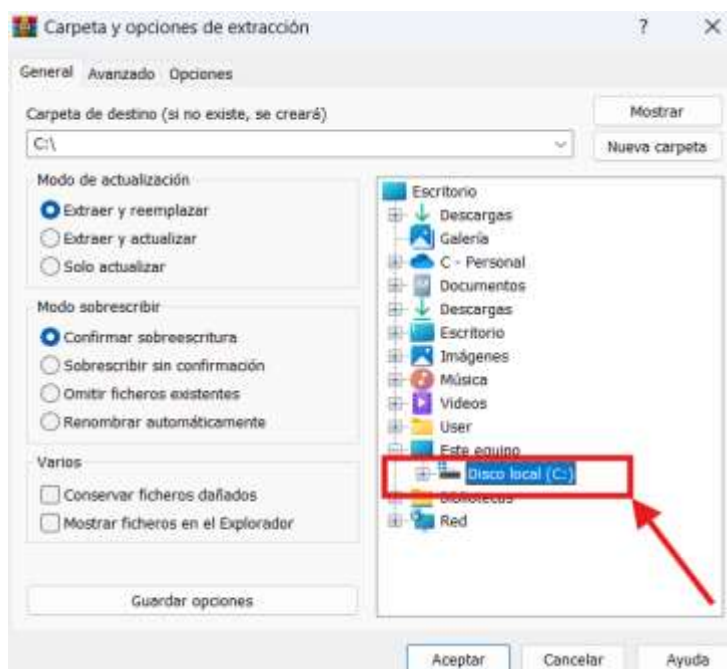 Carpeta y opciones de extracción
General Avanzado Opciones
Carpeta de destino (si no existe, se creará)
Mostrar
C:\
Nueva carpeta
Modo de actualización
Extraer y reemplazar
Extraer y actualizar
Solo actualizar
Modo sobrescribir
Confirmar sobreescritura
Sobrescribir sin confirmación
Omitir ficheros existentes
Renombrar automáticamente
Varios
Conservar ficheros dañados
Mostrar ficheros en el Explorador
Guardar opciones
Escritorio
Descargas
Galería
C - Personal
Documentos
Descargas
Escritorio
Imágenes
Música
Videos
User
Este equipo
Disco local (C:)
Bibliotecas
Red
Aceptar
Cancelar
Ayuda